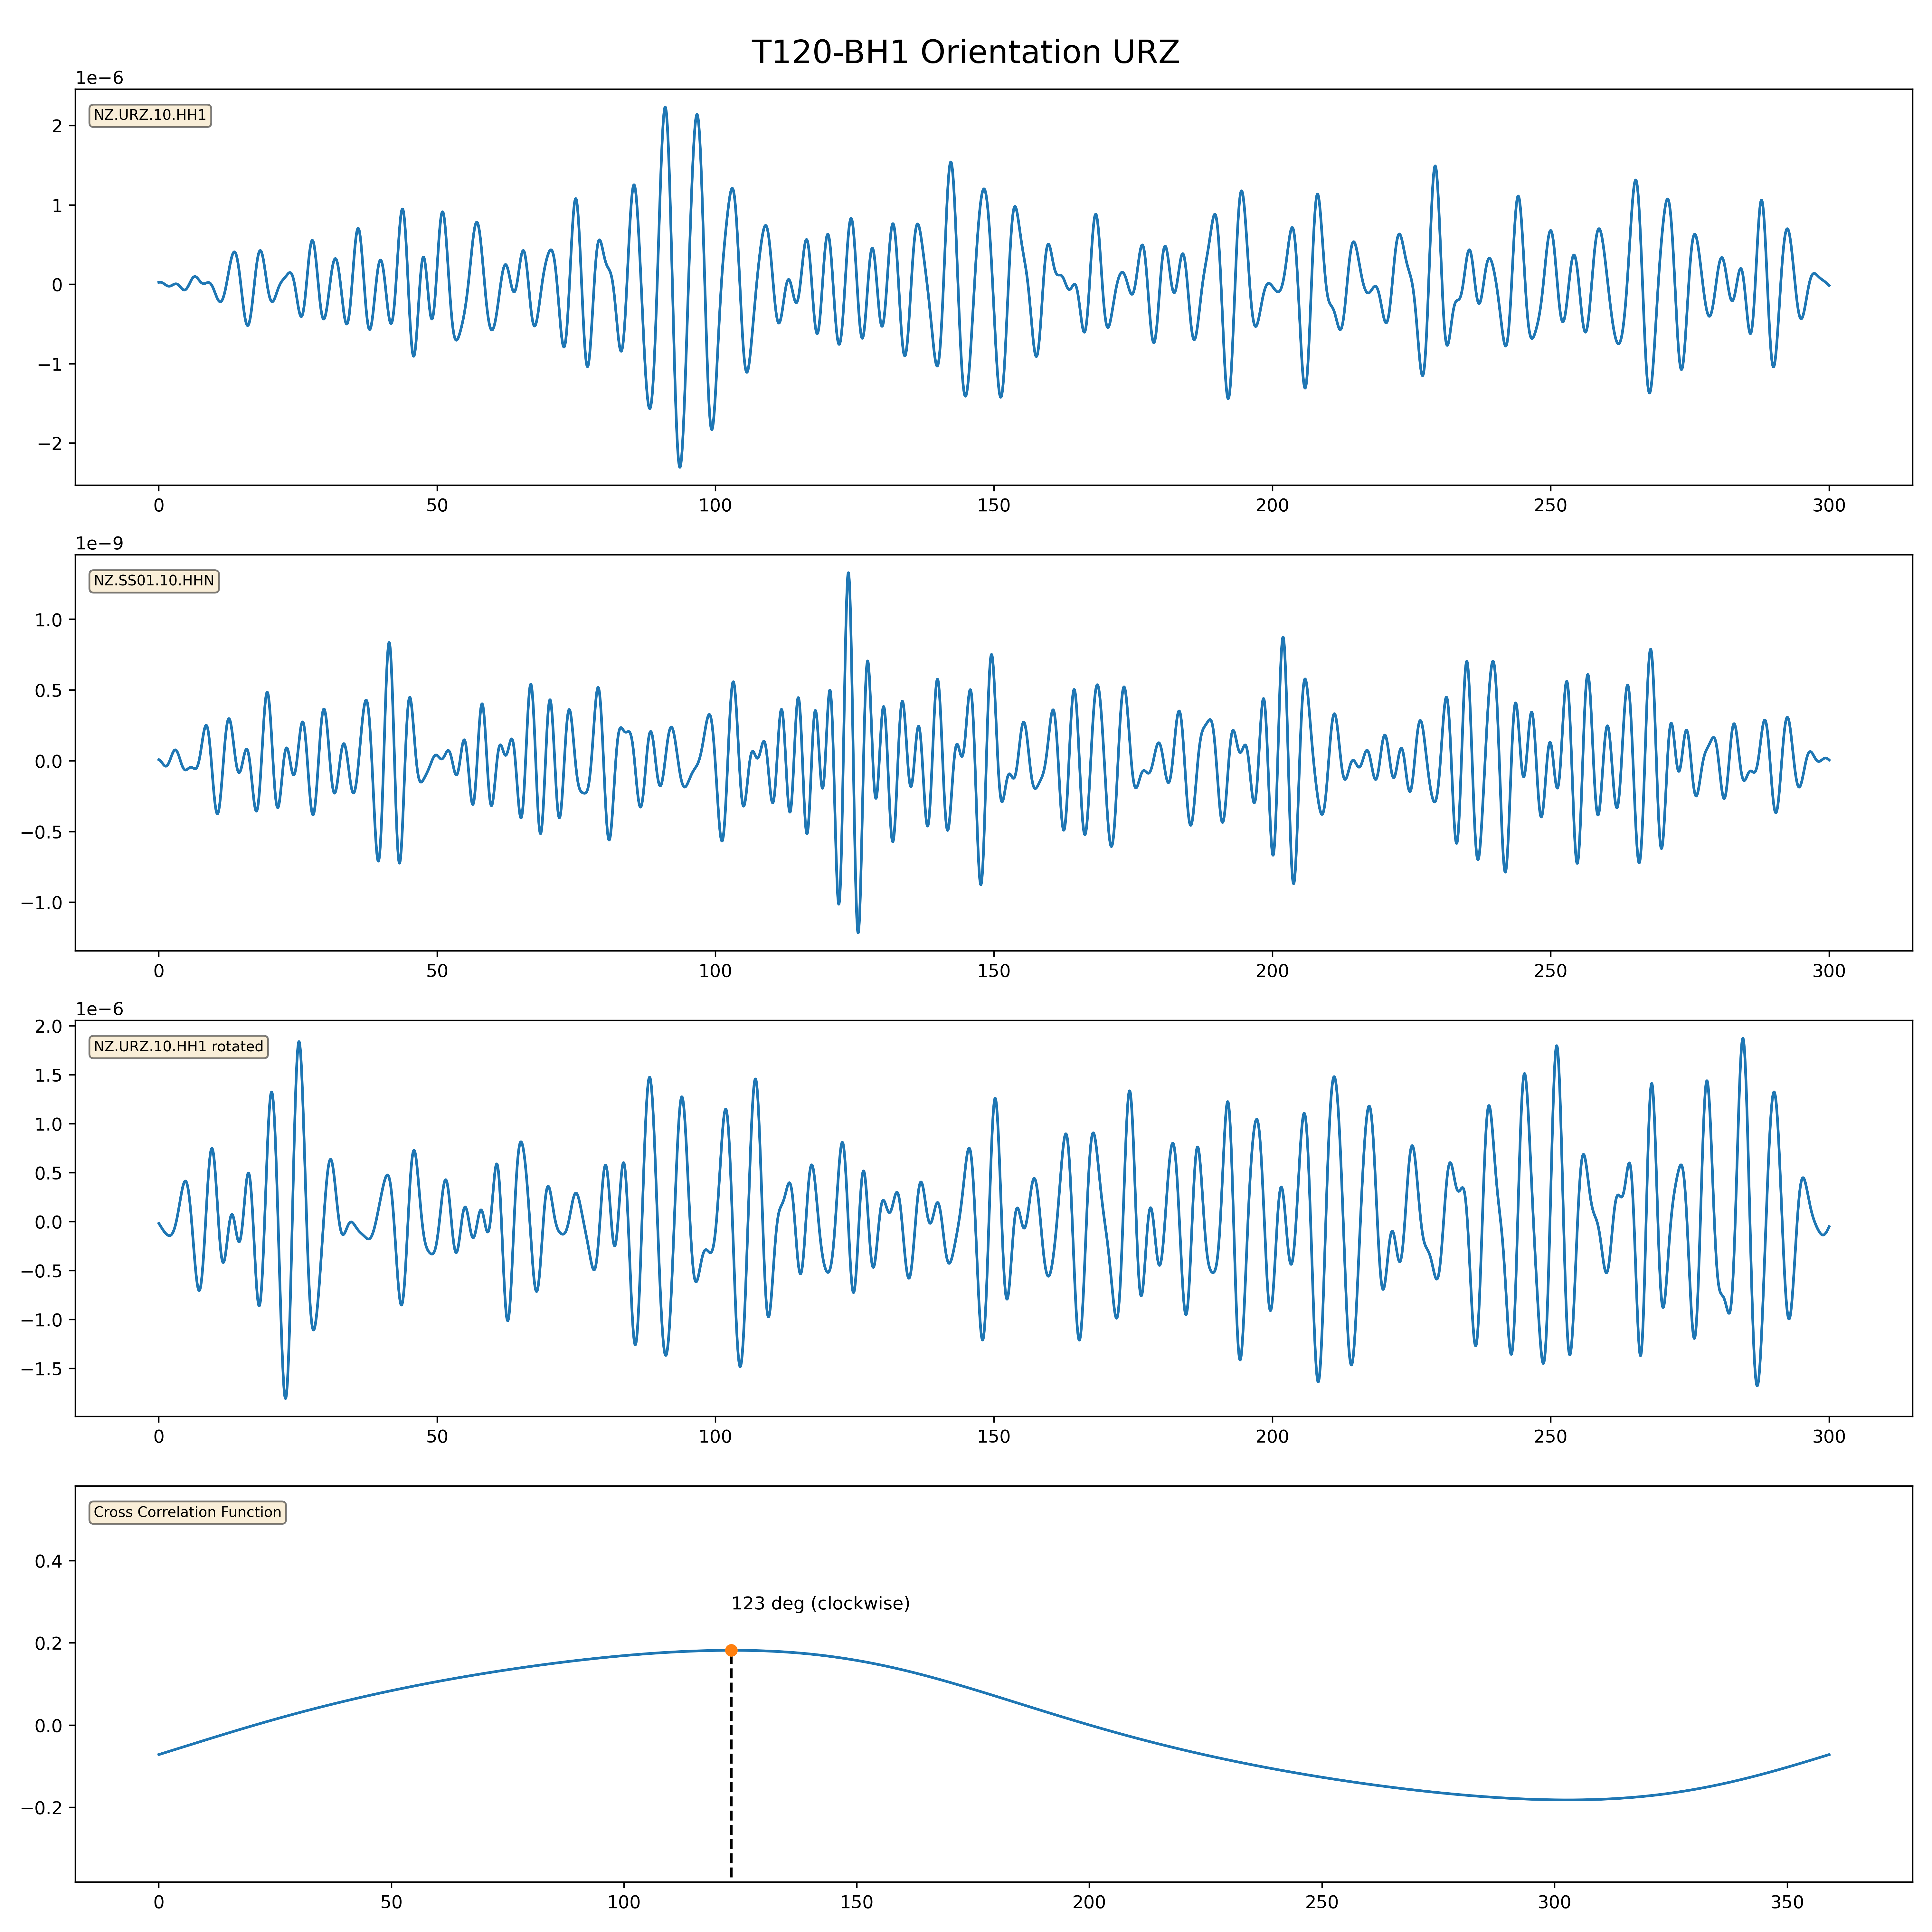 T120-BH1 Orientation URZ
1e−6
NZ.URZ.10.HH1
2
1
0
−1
−2
0 50 100 150 200 250 300
1e−9
NZ.SS01.10.HHN
1.0
0.5
0.0
−0.5
−1.0
0 50 100 150 200 250 300
1e−6
NZ.URZ.10.HH1 rotated
2.0
1.5
1.0
0.5
0.0
−0.5
−1.0
−1.5
0 50 100 150 200 250 300
Cross Correlation Function
0.4
123 deg (clockwise)
0.2
0.0
−0.2
0 50 100 150 200 250 300 350